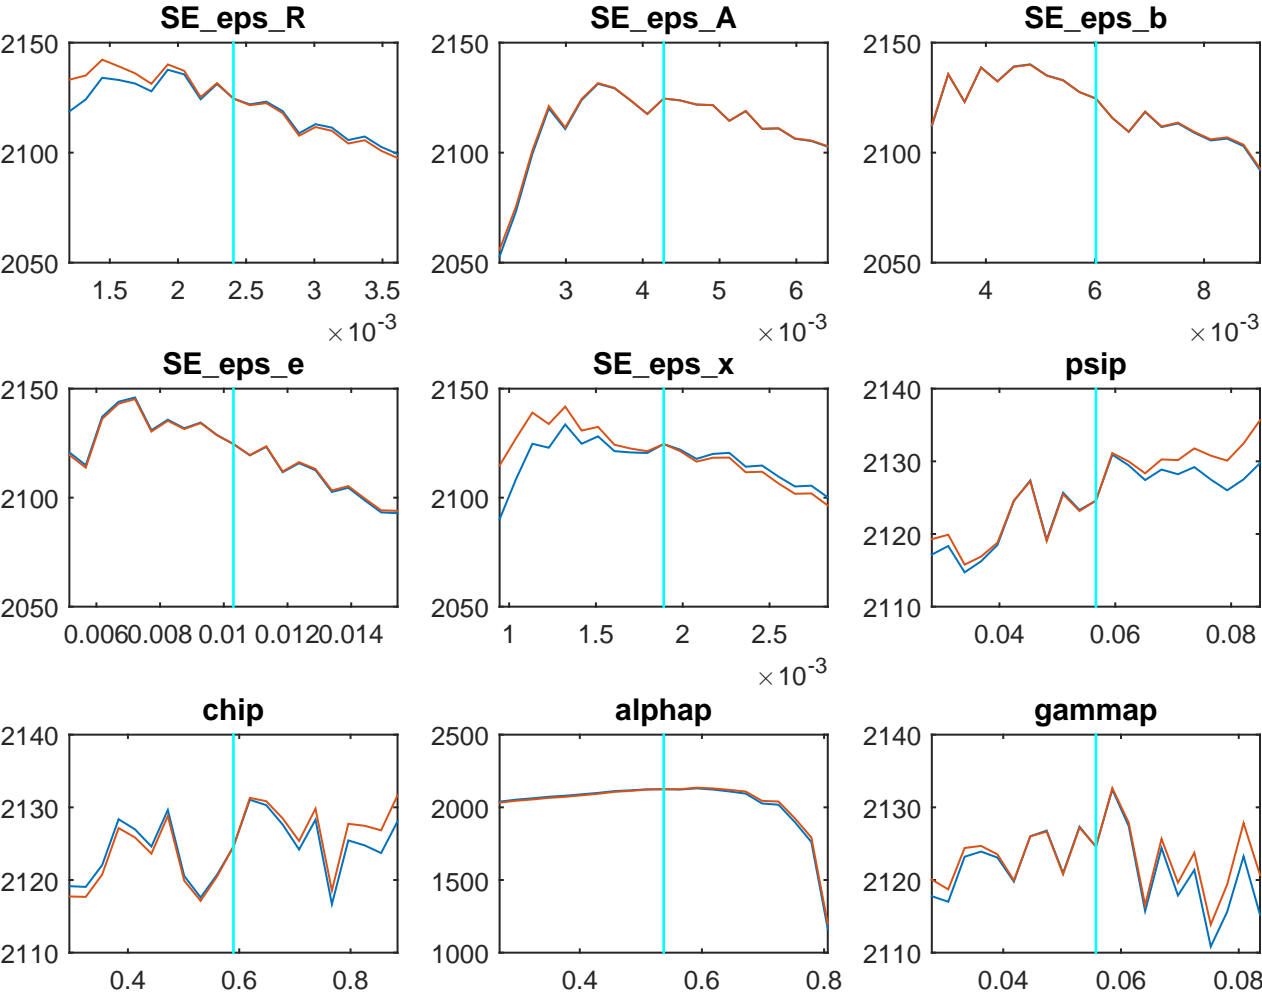 SE_eps_R SE_eps_A SE_eps_b
2150 2150 2150
2100 2100 2100
2050 2050 2050
1.5 2 2.5 3 3.5 3 4 5 6 4 6 8
×10-3 ×10-3 ×10-3
SE_eps_e SE_eps_x psip
2150 2150 2140
2130
2100 2100
2120
2050 2050 2110
0.006 0.008 0.01 0.012 0.014 1 1.5 2 2.5 0.04 0.06 0.08
×10-3
chip alphap gammap
2140 2500 2140
2130 2000 2130
2120 1500 2120
2110 1000 2110
0.4 0.6 0.8 0.4 0.6 0.8 0.04 0.06 0.08